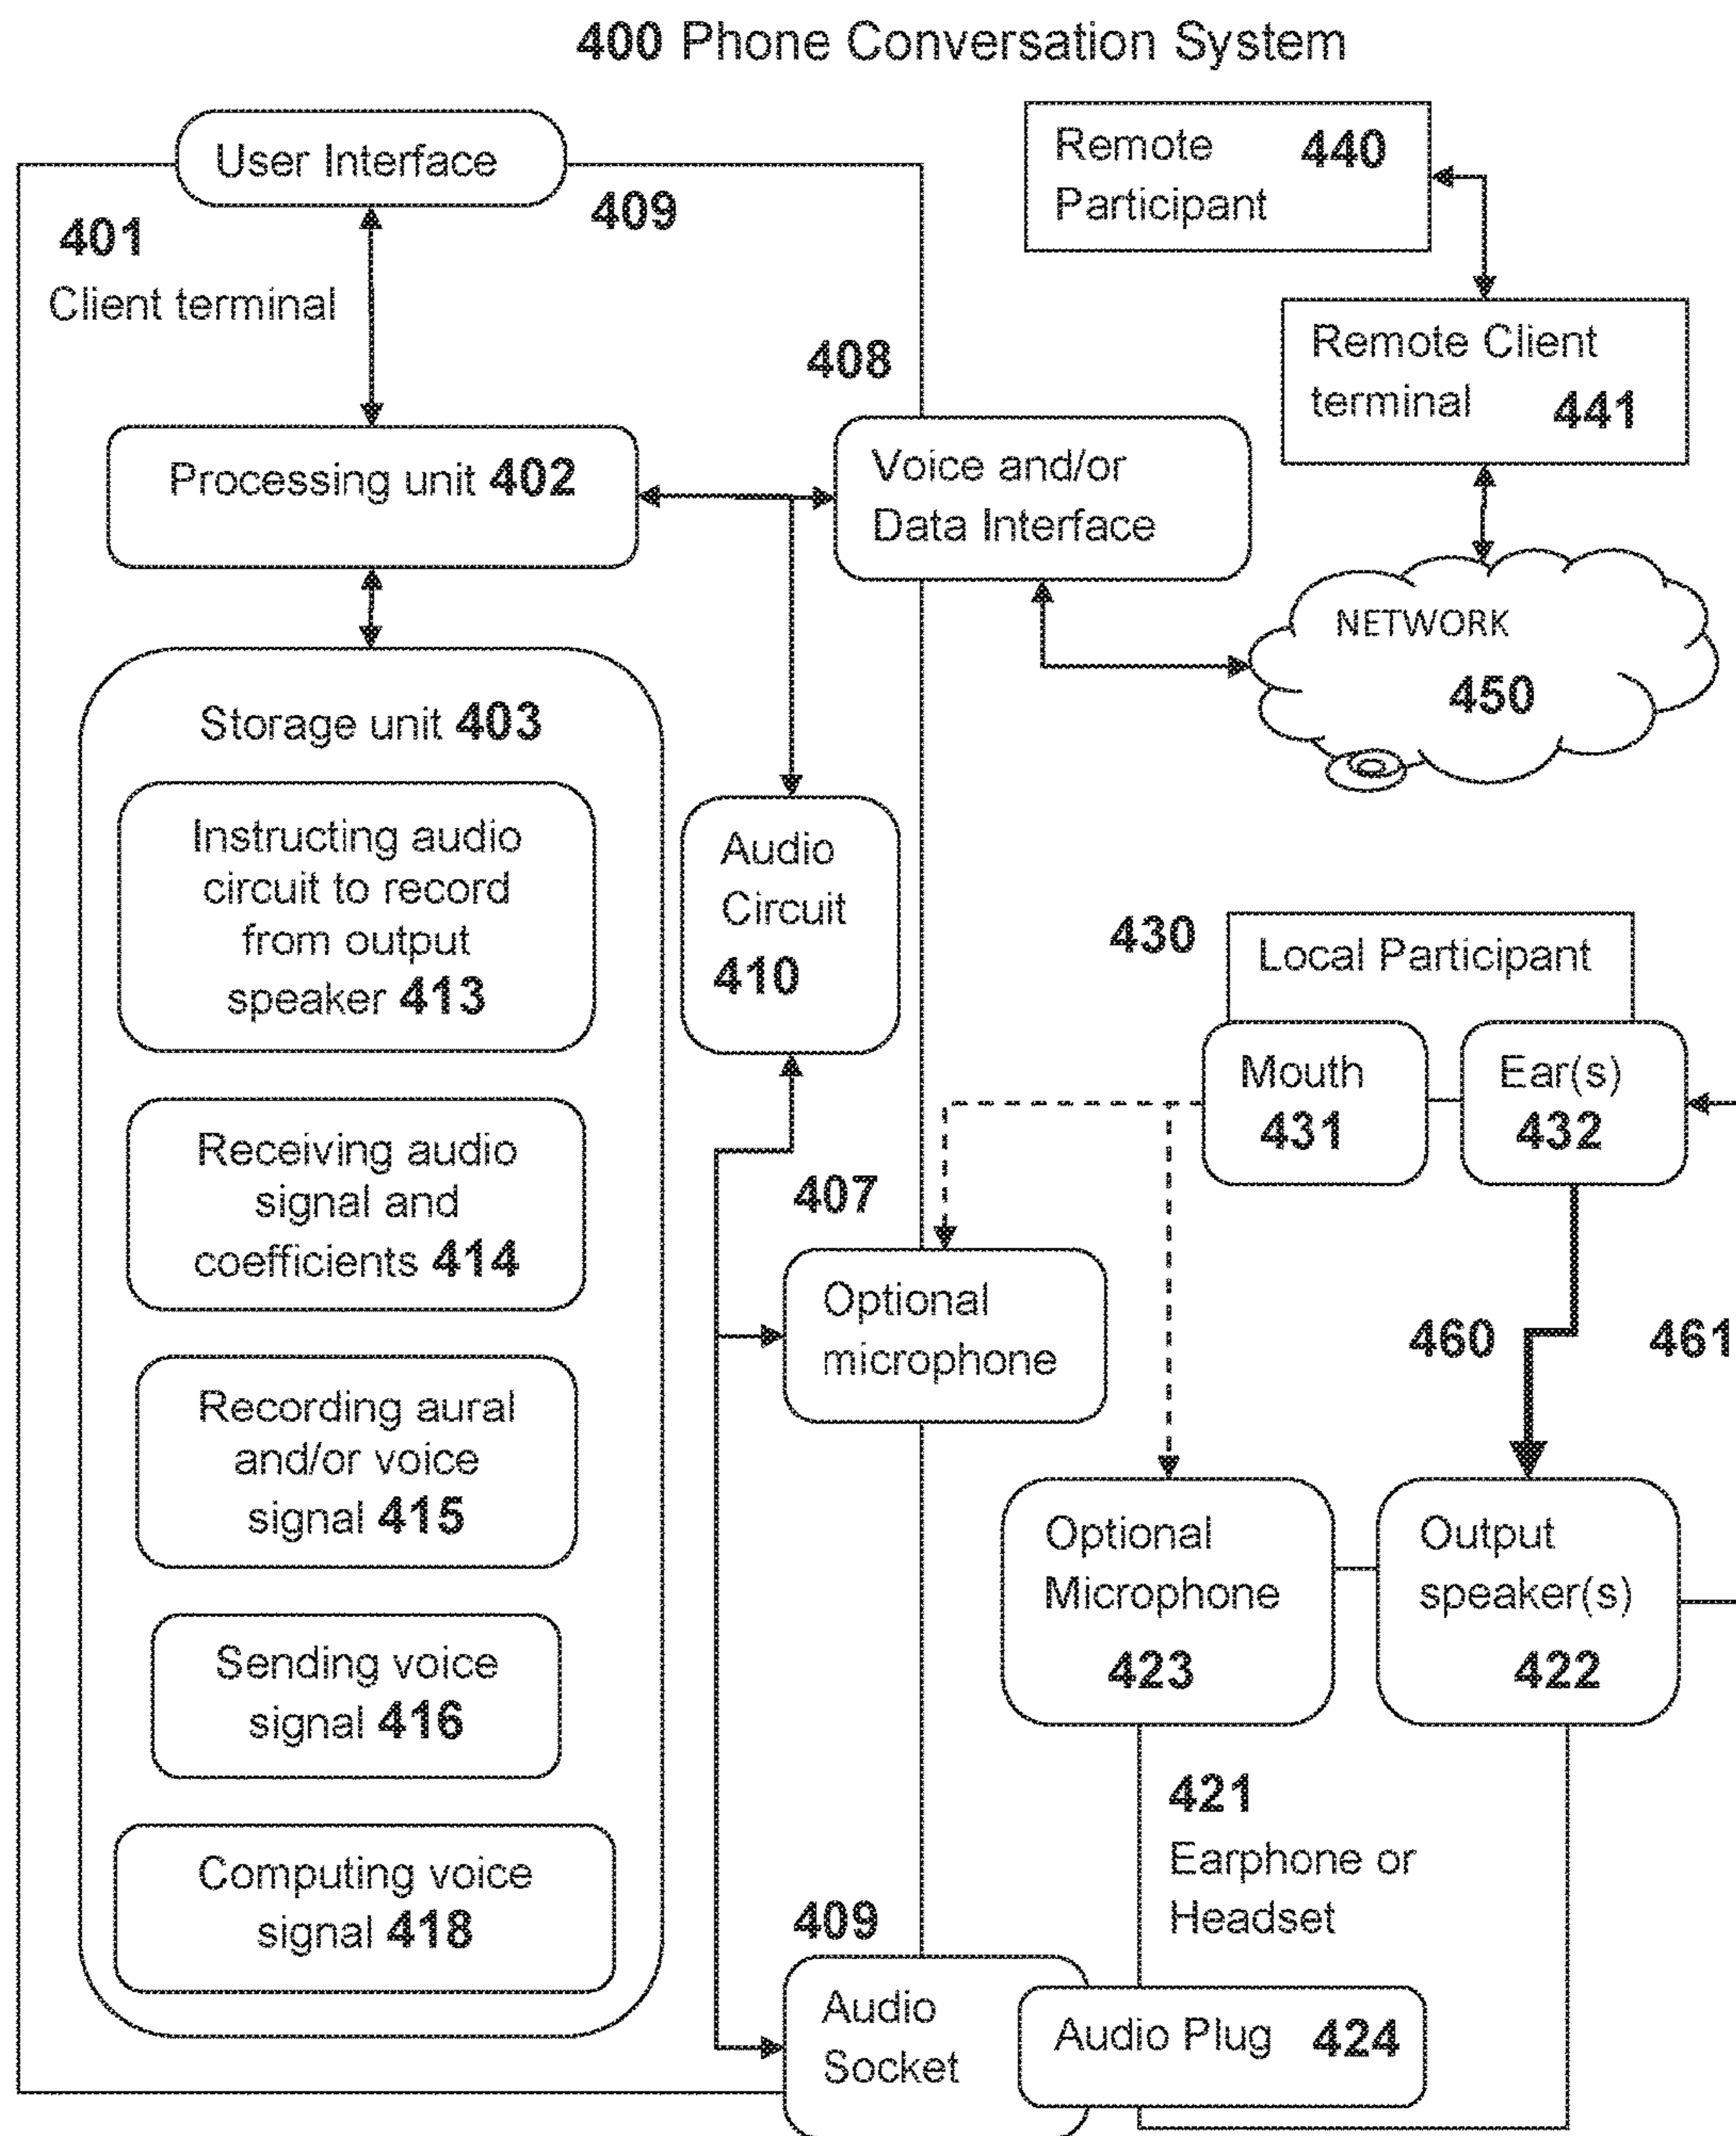 400 Phone Conversation System
User Interface
409
401
Client terminal
Remote 440
Participant
Remote Client
terminal 441
408
Processing unit 402
Voice and/or
Data Interface
NETWORK
450
Storage unit 403
Instructing audio
circuit to record
from output
speaker 413
Audio
Circuit
410
430
Local Participant
Mouth
431
Ear(s)
432
Receiving audio
signal and
coefficients 414
407
Optional
microphone
460
461
Recording aural
and/or voice
signal 415
Optional
Microphone
423
Output
speaker(s)
422
Sending voice
signal 416
421
Earphone or
Headset
Computing voice
signal 418
409
Audio
Socket
Audio Plug 424